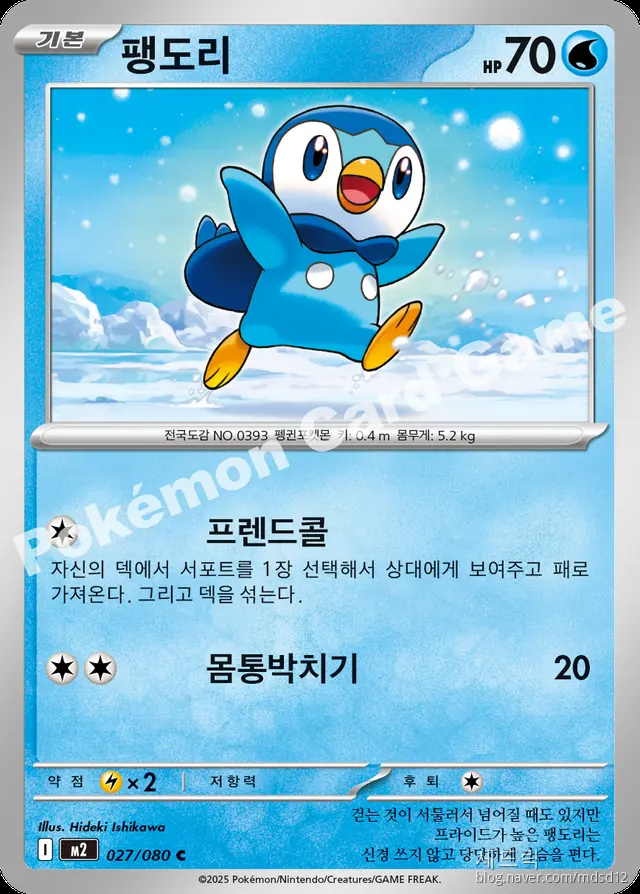 기본 팽도리 HP 70
전국도감 NO.0393 펭귄포켓몬 키: 0.4 m 몸무게: 5.2 kg
Pokémon Card Game
프렌드콜
자신의 덱에서 서포트를 1장 선택해서 상대에게 보여주고 패로
가져온다. 그리고 덱을 섞는다.
몸통박치기 20
약점 ×2 저항력 후퇴
걷는 것이 서툴러서 넘어질 때도 있지만
프라이드가 높은 팽도리는
신경 쓰지 않고 당당하게 가슴을 편다.
Illus. Hideki Ishikawa
I M2 027/080 C
©2025 Pokémon/Nintendo/Creatures/GAME FREAK.
blog.naver.com/mdsd12